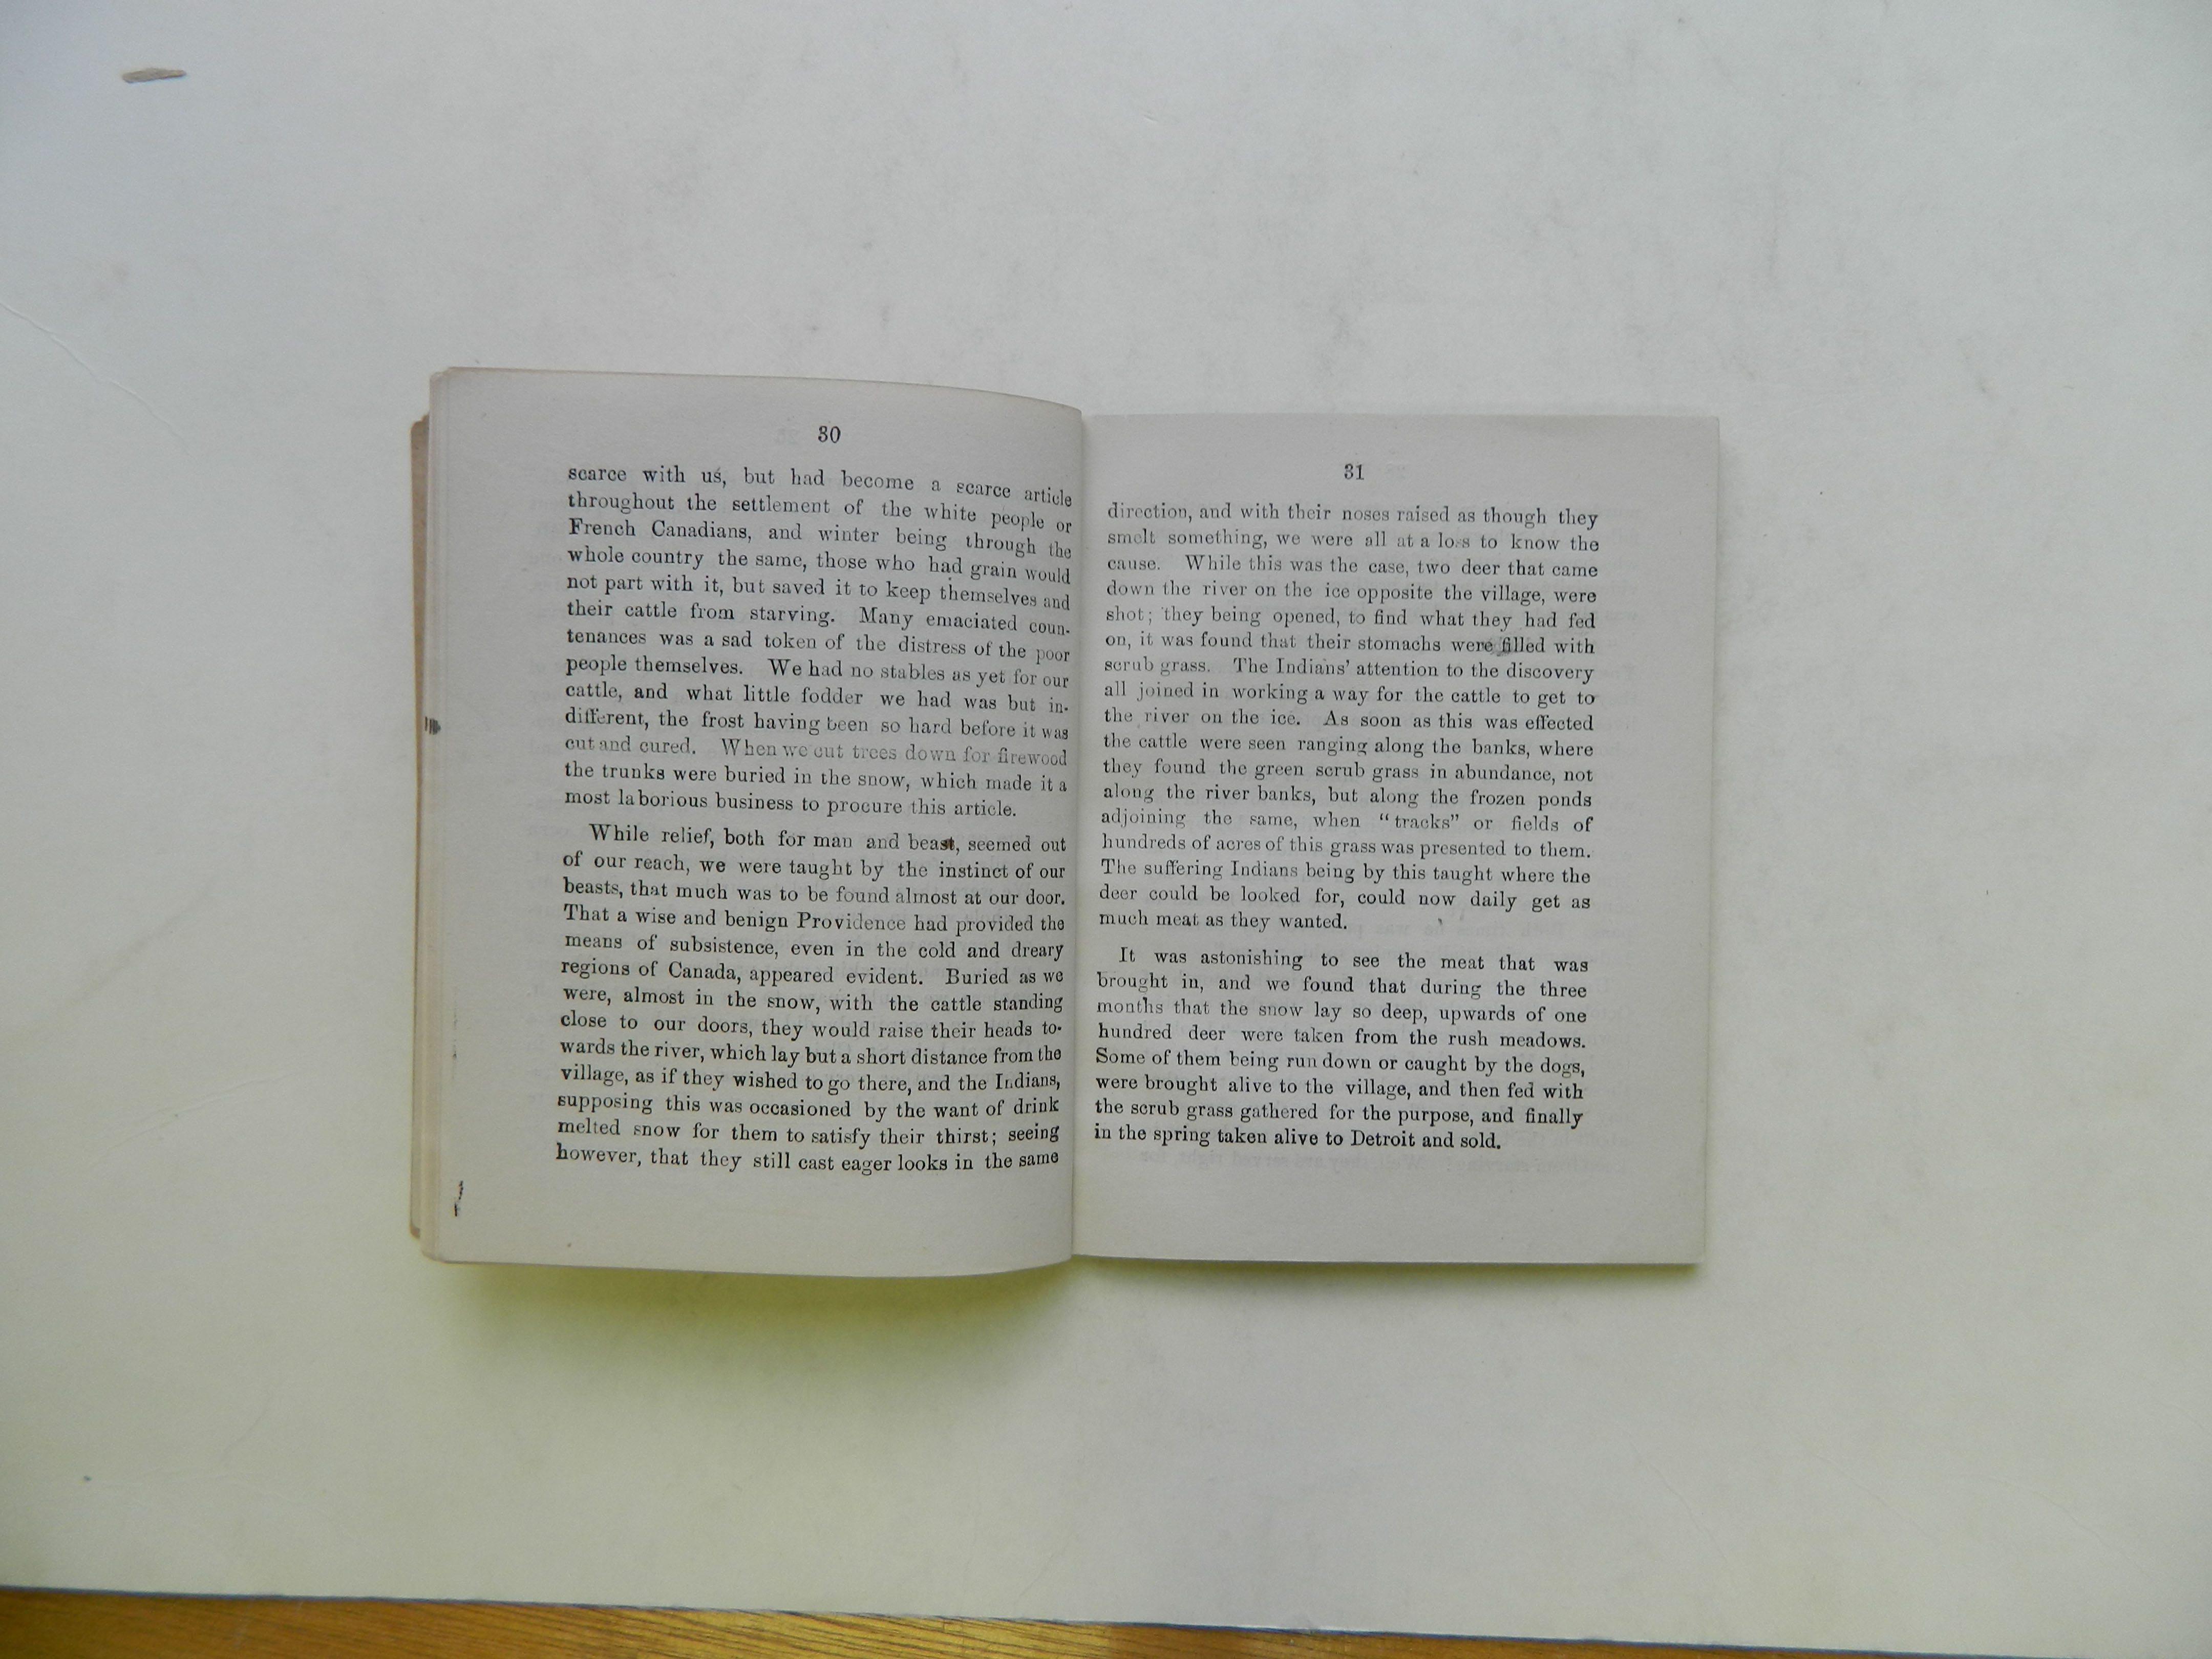 30
scarce with us, but had become a scarce article
throughout the settlement of the white people or
French Canadians, and winter being through the
whole country the same, those who had grain would
not part with it, but saved it to keep themselves and
their cattle from starving. Many emaciated coun-
tenances was a sad token of the distress of the poor
people themselves. We had no stables as yet for our
cattle, and what little fodder we had was but in-
different, the frost having been so hard before it was
cut and cured. When we cut trees down for firewood
the trunks were buried in the snow, which made it a
most laborious business to procure this article.
While relief, both for man and beast, seemed out
of our reach, we were taught by the instinct of our
beasts, that much was to be found almost at our door.
That a wise and benign Providence had provided the
means of subsistence, even in the cold and dreary
regions of Canada, appeared evident. Buried as we
were, almost in the snow, with the cattle standing
close to our doors, they would raise their heads to-
wards the river, which lay but a short distance from the
village, as if they wished to go there, and the Indians,
supposing this was occasioned by the want of drink
melted snow for them to satisfy their thirst; seeing
however, that they still cast eager looks in the same
31
direction, and with their noses raised as though they
smelt something, we were all at a loss to know the
cause. While this was the case, two deer that came
down the river on the ice opposite the village, were
shot; they being opened, to find what they had fed
on, it was found that their stomachs were filled with
scrub grass. The Indians' attention to the discovery
all joined in working a way for the cattle to get to
the river on the ice. As soon as this was effected
the cattle were seen ranging along the banks, where
they found the green scrub grass in abundance, not
along the river banks, but along the frozen ponds
adjoining the same, when "tracks" or fields of
hundreds of acres of this grass was presented to them.
The suffering Indians being by this taught where the
deer could be looked for, could now daily get as
much meat as they wanted.
It was astonishing to see the meat that was
brought in, and we found that during the three
months that the snow lay so deep, upwards of one
hundred deer were taken from the rush meadows.
Some of them being run down or caught by the dogs,
were brought alive to the village, and then fed with
the scrub grass gathered for the purpose, and finally
in the spring taken alive to Detroit and sold.